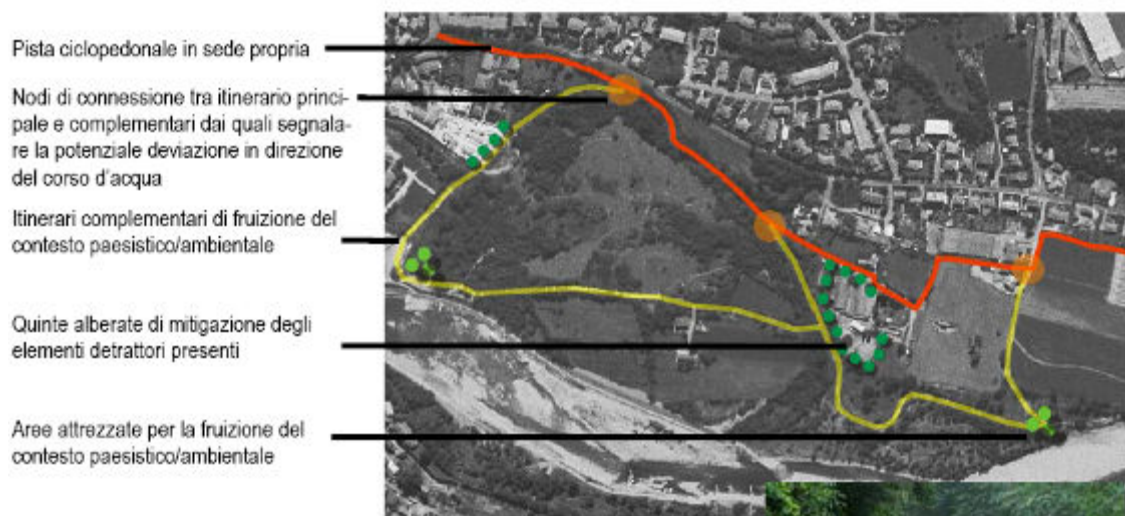 Pista ciclopedonale in sede propria
Nodi di connessione tra itinerario princi-
pale e complementari dai quali segnala-
re la potenziale deviazione in direzione
del corso d'acqua
Itinerari complementari di fruizione del
contesto paesistico/ambientale
Quinte alberate di mitigazione degli
elementi detrattori presenti
Aree attrezzate per la fruizione del
contesto paesistico/ambientale